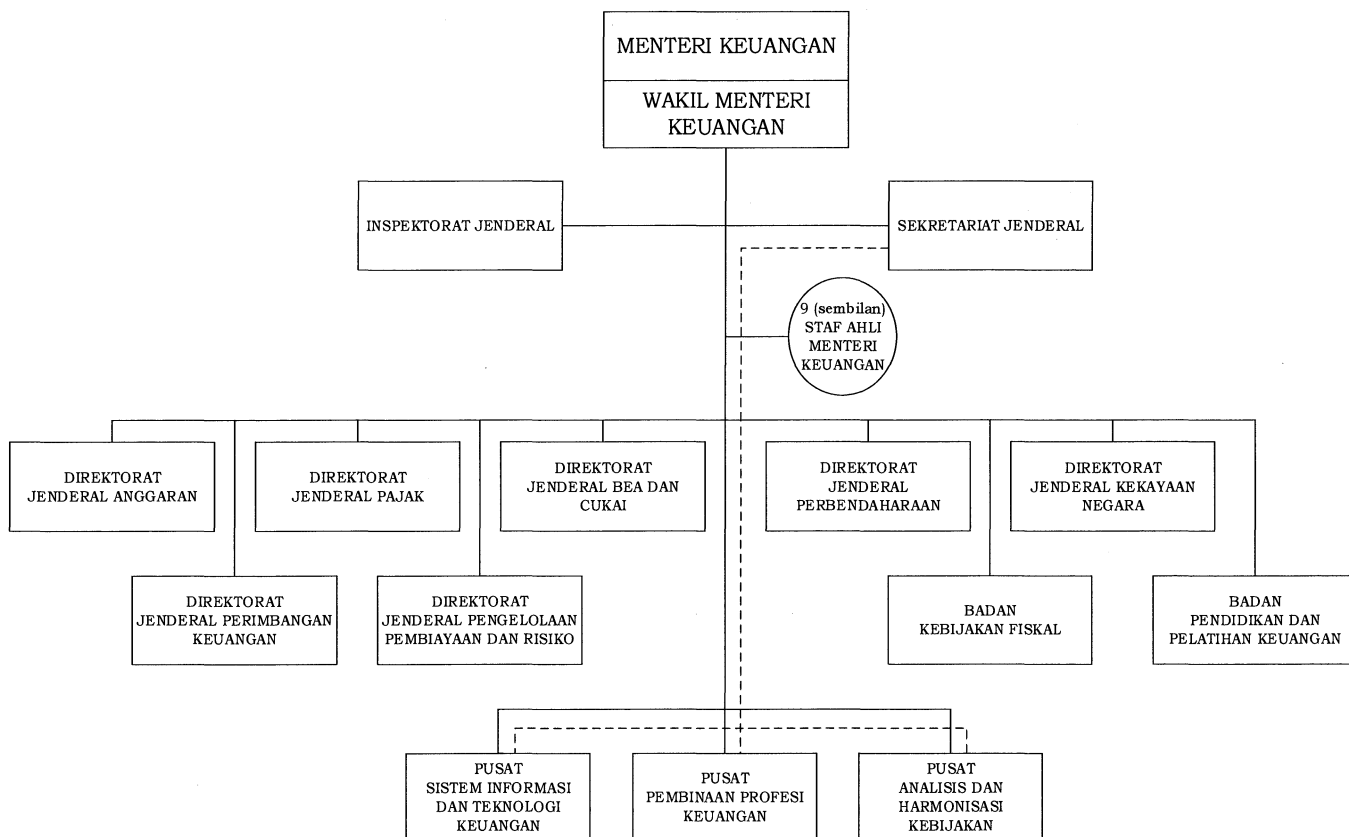 MENTERI KEUANGAN
WAKIL MENTERI
KEUANGAN
INSPEKTORAT JENDERAL
SEKRETARIAT JENDERAL
9 (sembilan)
STAF AHLI
MENTERI
KEUANGAN
DIREKTORAT
JENDERAL ANGGARAN
DIREKTORAT
JENDERAL PAJAK
DIREKTORAT
JENDERAL BEA DAN
CUKAI
DIREKTORAT
JENDERAL
PERBENDAHARAAN
DIREKTORAT
JENDERAL KEKAYAAN
NEGARA
DIREKTORAT
JENDERAL PERIMBANGAN
KEUANGAN
DIREKTORAT
JENDERAL PENGELOLAAN
PEMBIAYAAN DAN RISIKO
BADAN
KEBIJAKAN FISKAL
BADAN
PENDIDIKAN DAN
PELATIHAN KEUANGAN
PUSAT
SISTEM INFORMASI
DAN TEKNOLOGI
KEUANGAN
PUSAT
PEMBINAAN PROFESI
KEUANGAN
PUSAT
ANALISIS DAN
HARMONISASI
KEBIJAKAN